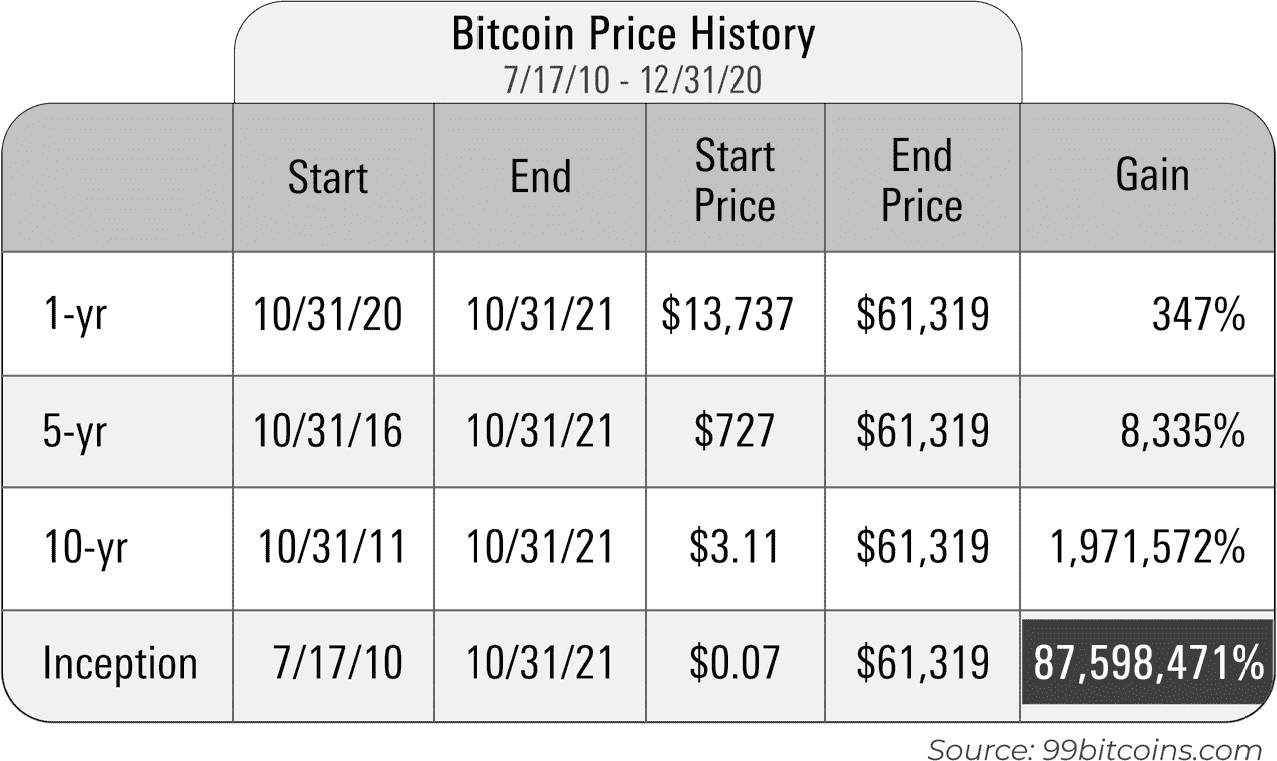 Bitcoin Price History
7/17/10 - 12/31/20
Start End Start Price End Price Gain
1-yr 10/31/20 10/31/21 $13,737 $61,319 347%
5-yr 10/31/16 10/31/21 $727 $61,319 8,335%
10-yr 10/31/11 10/31/21 $3.11 $61,319 1,971,572%
Inception 7/17/10 10/31/21 $0.07 $61,319 87,598,471%
Source: 99bitcoins.com